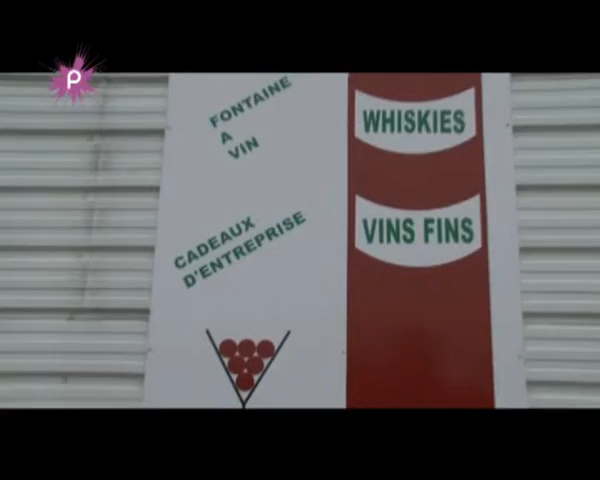 P
FONTAINE
A
VIN
CADEAUX
D'ENTREPRISE
WHISKIES
VINS FINS